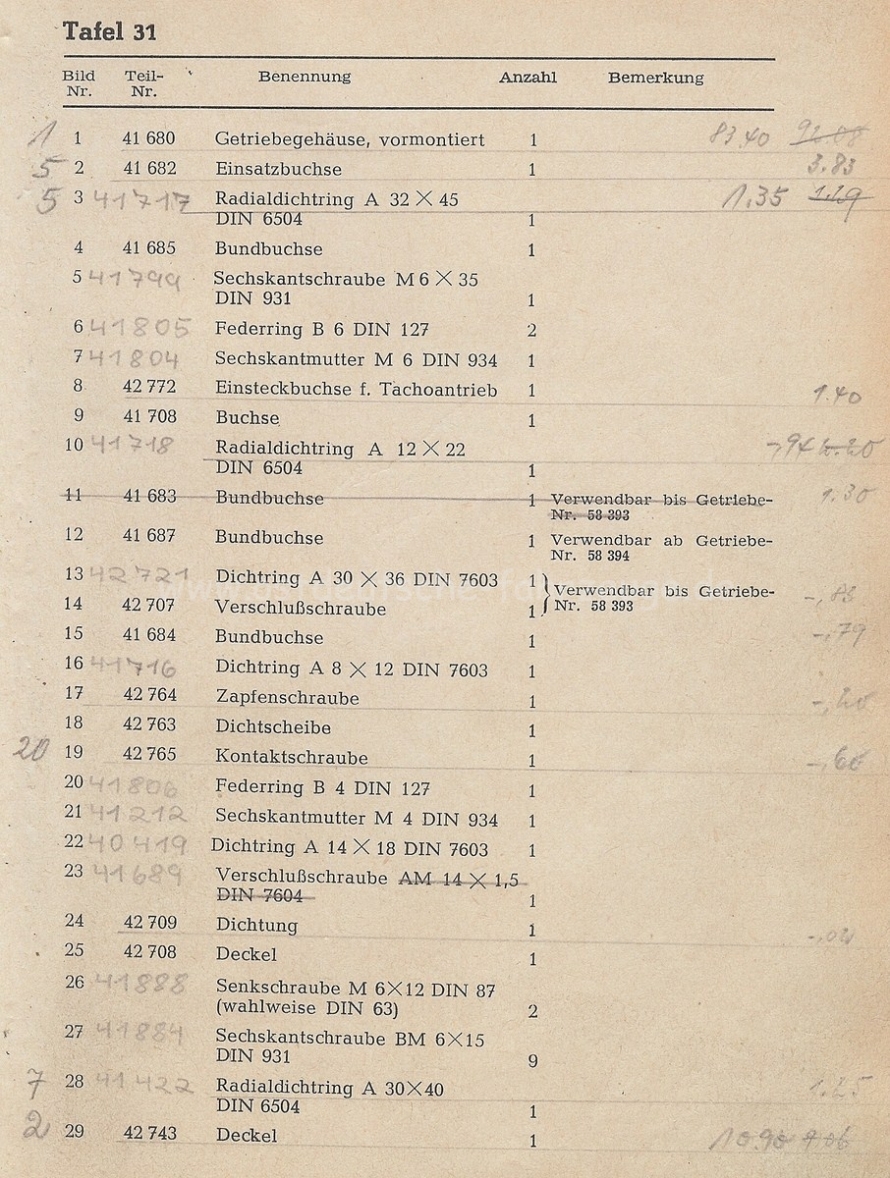 Tafel 31
Bild Nr. Teil-Nr. Benennung Anzahl Bemerkung
1 1 41 680 Getriebegehäuse, vormontiert 1 83.40
5 2 41 682 Einsatzbuchse 1 3.83
5 3 41717 Radialdichtring A 32 × 45 1.35 1.29
DIN 6504 1
4 41 685 Bundbuchse 1
5 41799 Sechskantschraube M 6 × 35
DIN 931 1
6 41805 Federring B 6 DIN 127 2
7 41804 Sechskantmutter M 6 DIN 934 1
8 42 772 Einsteckbuchse f. Tachoantrieb 1 1.40
9 41 708 Buchse 1
10 41718 Radialdichtring A 12 × 22 -,94
DIN 6504 1
11 41 683 Bundbuchse 1 Verwendbar bis Getriebe- 1.30
Nr. 58 393
12 41 687 Bundbuchse 1 Verwendbar ab Getriebe-
Nr. 58 394
13 42721 Dichtring A 30 × 36 DIN 7603 1 Verwendbar bis Getriebe-
14 42 707 Verschlußschraube 1 Nr. 58 393
15 41 684 Bundbuchse 1 -,79
16 41716 Dichtring A 8 × 12 DIN 7603 1
17 42 764 Zapfenschraube 1
18 42 763 Dichtscheibe 1
20 19 42 765 Kontaktschraube 1 -,60
20 41806 Federring B 4 DIN 127 1
21 41212 Sechskantmutter M 4 DIN 934 1
22 40419 Dichtring A 14 × 18 DIN 7603 1
23 41689 Verschlußschraube AM 14 × 1,5
DIN 7604 1
24 42 709 Dichtung 1
25 42 708 Deckel 1
26 41888 Senkschraube M 6×12 DIN 87
(wahlweise DIN 63) 2
27 41884 Sechskantschraube BM 6×15
DIN 931 9
7 28 41422 Radialdichtring A 30×40
DIN 6504 1
2 29 42 743 Deckel 1 10.90